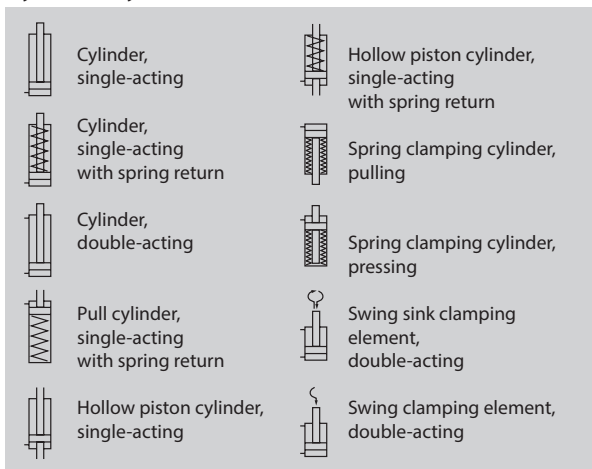 Cylinder,
single-acting
Cylinder,
single-acting
with spring return
Cylinder,
double-acting
Pull cylinder,
single-acting
with spring return
Hollow piston cylinder,
single-acting
Hollow piston cylinder,
single-acting
with spring return
Spring clamping cylinder,
pulling
Spring clamping cylinder,
pressing
Swing sink clamping
element,
double-acting
Swing clamping element,
double-acting